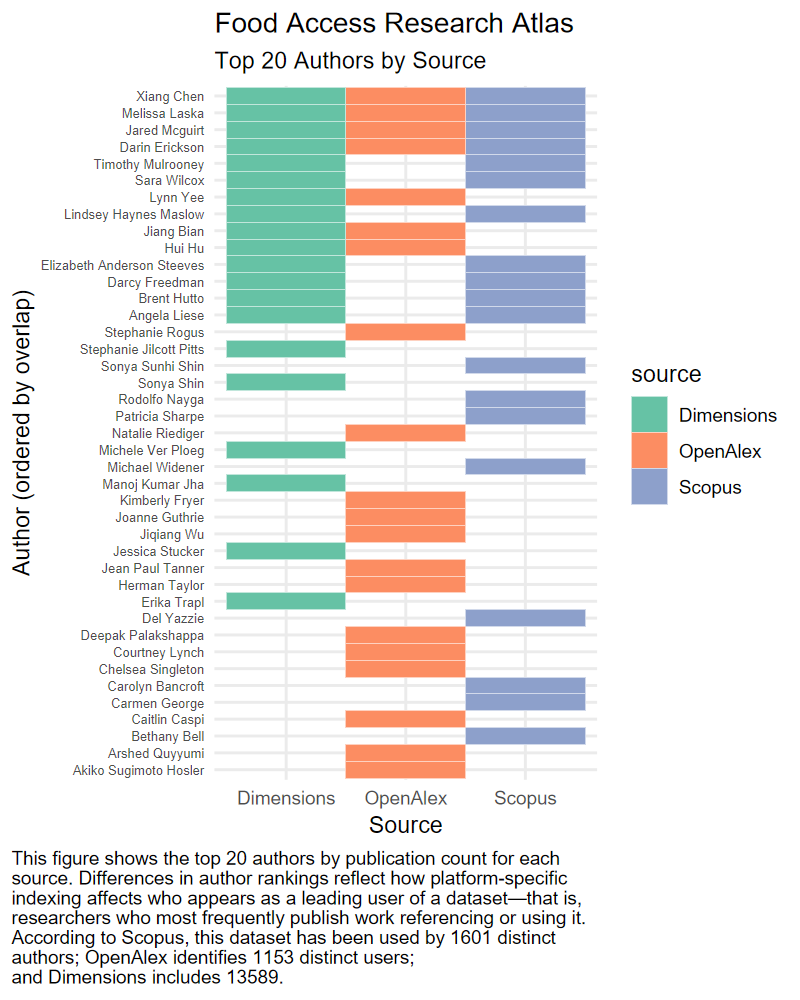 Food Access Research Atlas
Top 20 Authors by Source
Author (ordered by overlap)
Xiang Chen
Melissa Laska
Jared Mcguirt
Darin Erickson
Timothy Mulrooney
Sara Wilcox
Lynn Yee
Lindsey Haynes Maslow
Jiang Bian
Hui Hu
Elizabeth Anderson Steeves
Darcy Freedman
Brent Hutto
Angela Liese
Stephanie Rogus
Stephanie Jilcott Pitts
Sonya Sunhi Shin
Sonya Shin
Rodolfo Nayga
Patricia Sharpe
Natalie Riediger
Michele Ver Ploeg
Michael Widener
Manoj Kumar Jha
Kimberly Fryer
Joanne Guthrie
Jiqiang Wu
Jessica Stucker
Jean Paul Tanner
Herman Taylor
Erika Trapl
Del Yazzie
Deepak Palakshappa
Courtney Lynch
Chelsea Singleton
Carolyn Bancroft
Carmen George
Caitlin Caspi
Bethany Bell
Arshed Quyyumi
Akiko Sugimoto Hosler
Dimensions OpenAlex Scopus
Source
source
Dimensions
OpenAlex
Scopus
This figure shows the top 20 authors by publication count for each
source. Differences in author rankings reflect how platform-specific
indexing affects who appears as a leading user of a dataset—that is,
researchers who most frequently publish work referencing or using it.
According to Scopus, this dataset has been used by 1601 distinct
authors; OpenAlex identifies 1153 distinct users;
and Dimensions includes 13589.